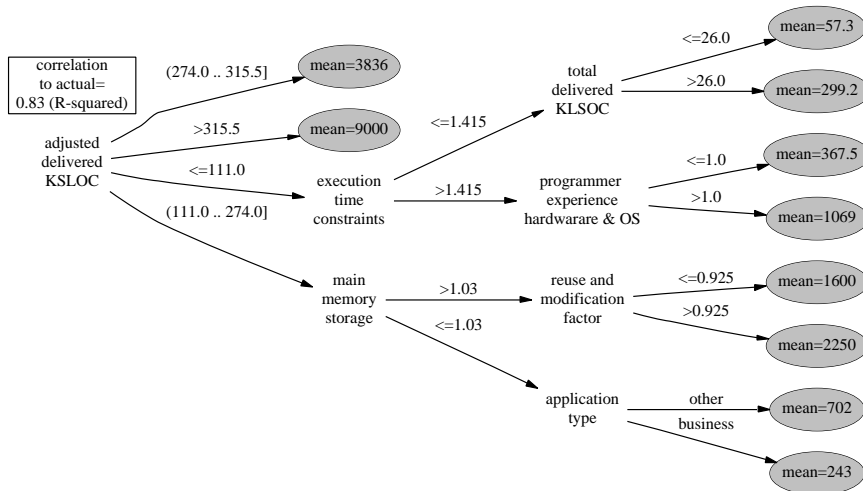 correlation
to actual=
0.83 (R-squared)
adjusted
delivered
KSLOC
(274.0 .. 315.5]
mean=3836
>315.5
mean=9000
<=111.0
execution
time
constraints
(111.0 .. 274.0]
main
memory
storage
<=1.415
total
delivered
KLSOC
<=26.0
mean=57.3
>26.0
mean=299.2
>1.415
programmer
experience
hardwarare & OS
<=1.0
mean=367.5
>1.0
mean=1069
>1.03
reuse and
modification
factor
<=0.925
mean=1600
>0.925
mean=2250
<=1.03
application
type
other
mean=702
business
mean=243